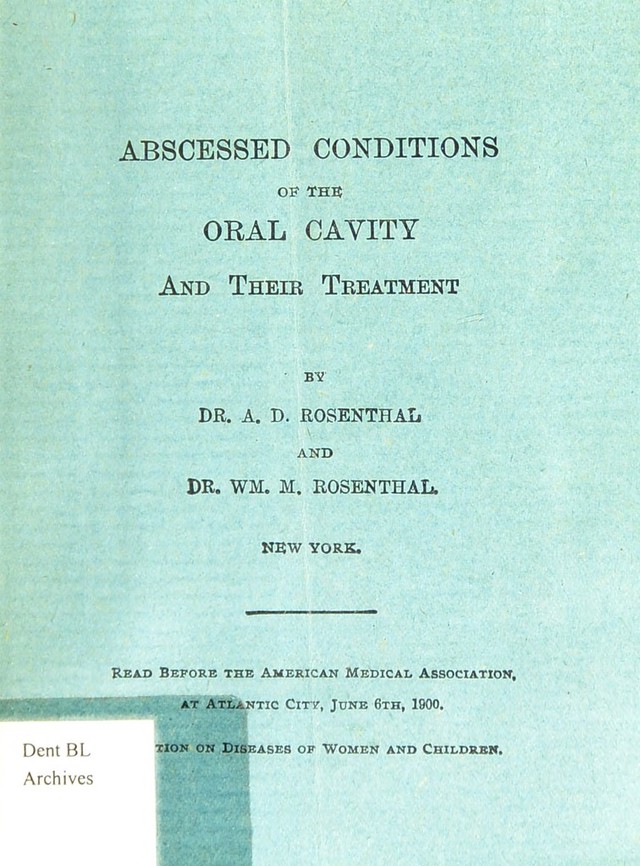 ABSCESSED CONDITIONS
OF THE
ORAL CAVITY
AND THEIR TREATMENT
BY
DR. A. D. ROSENTHAL
AND
DR. WM. M. ROSENTHAL.
NEW YORK.
READ BEFORE THE AMERICAN MEDICAL ASSOCIATION,
AT ATLANTIC CITY, JUNE 6TH, 1900.
ON DISEASES OF WOMEN AND CHILDREN.
Dent BL
Archives